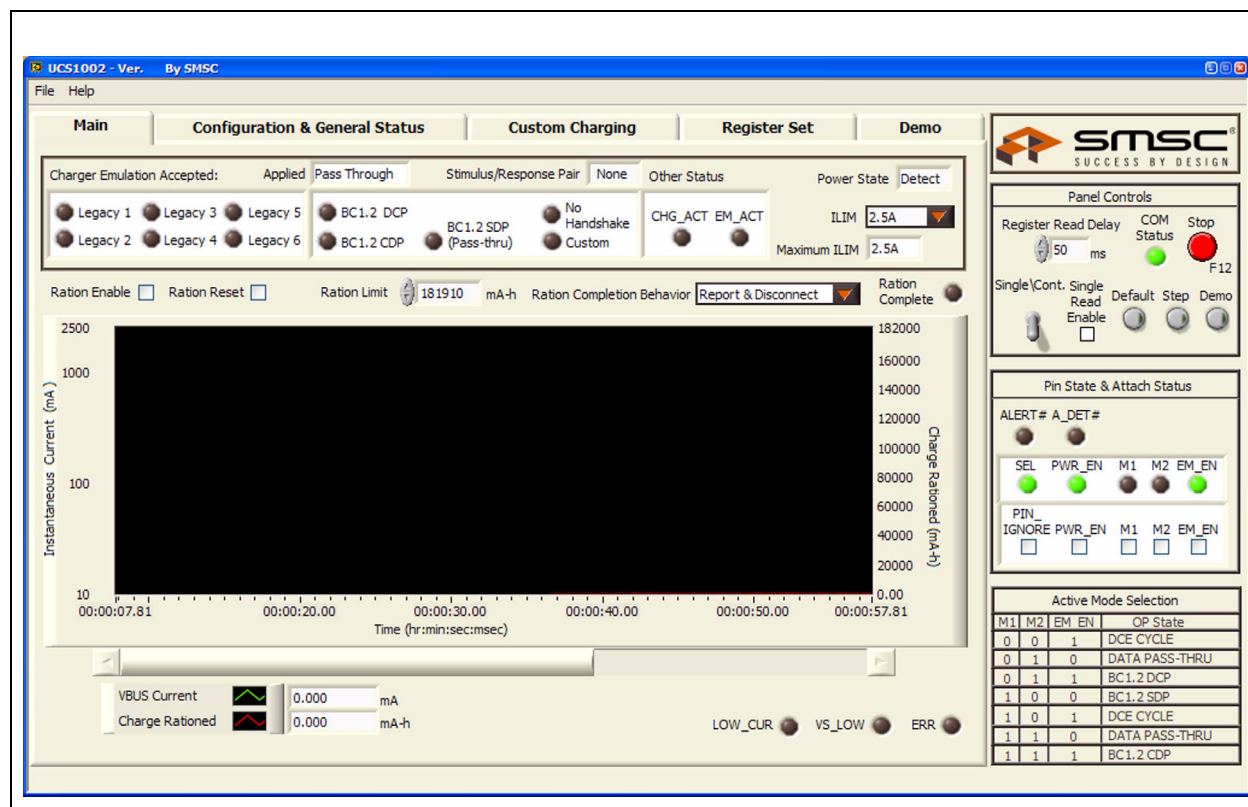 UCS1002 - Ver. By SMSC
File Help
Main Configuration & General Status Custom Charging Register Set Demo
Charger Emulation Accepted: Applied Pass Through Stimulus/Response Pair None Other Status Power State Detect
Legacy 1 Legacy 3 Legacy 5 BC1.2 DCP No Handshake CHG_ACT EM_ACT ILIM 2.5A
Legacy 2 Legacy 4 Legacy 6 BC1.2 CDP BC1.2 SDP (Pass-thru) Custom Maximum ILIM 2.5A
Ration Enable Ration Reset Ration Limit 181910 mA-h Ration Completion Behavior Report & Disconnect Ration Complete
Instantaneous Current (mA)
2500
1000
100
10
182000
160000
140000
120000
100000
80000
60000
40000
20000
0.00
Charge Rationed (mA-h)
00:00:07.81 00:00:20.00 00:00:30.00 00:00:40.00 00:00:50.00 00:00:57.81
Time (hr:min:sec:msec)
VBUS Current 0.000 mA
Charge Rationed 0.000 mA-h
LOW_CUR VS_LOW ERR
smsc®
SUCCESS BY DESIGN
Panel Controls
Register Read Delay 50 ms
COM Status
Stop
F12
Single\Cont. Single Read Enable Default Step Demo
Pin State & Attach Status
ALERT# A_DET#
SEL PWR_EN M1 M2 EM_EN
PIN_IGNORE PWR_EN M1 M2 EM_EN
Active Mode Selection
M1 M2 EM EN OP State
0 0 1 DCE CYCLE
0 1 0 DATA PASS-THRU
0 1 1 BC1.2 DCP
1 0 0 BC1.2 SDP
1 0 1 DCE CYCLE
1 1 0 DATA PASS-THRU
1 1 1 BC1.2 CDP